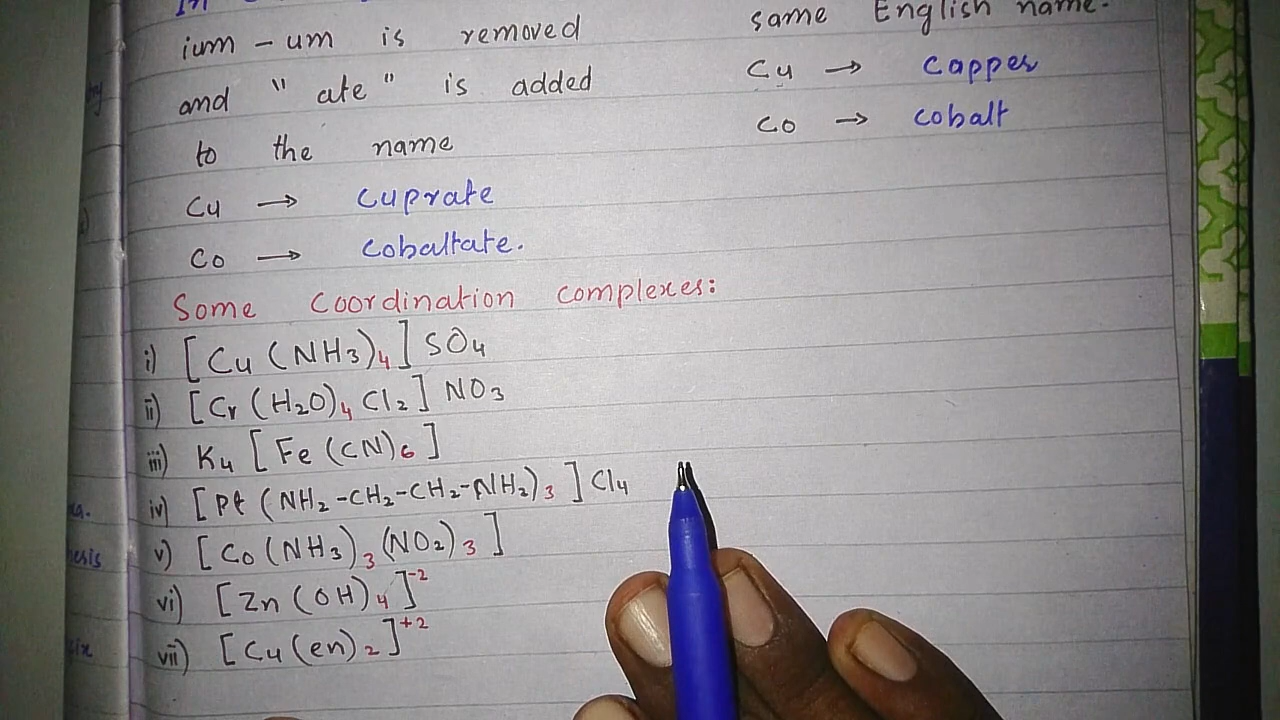 ium - um is removed
and "ate" is added
to the name
Cu → cuprate
Co → cobaltate.
same English name.
Cu → Capper
Co → cobalt
Some Coordination complexes:
i) [Cu(NH3)4]SO4
ii) [Cr(H2O)4Cl2]NO3
iii) K4[Fe(CN)6]
iv) [Pt(NH2-CH2-CH2-NH2)3]Cl4
v) [Co(NH3)3(NO2)3]
vi) [Zn(OH)4]-2
vii) [Cu(en)2]+2